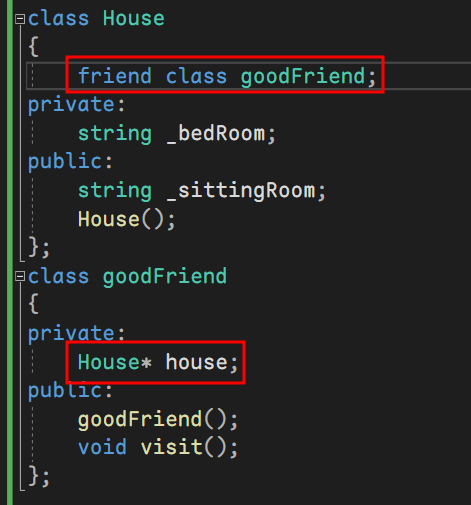 class House
{
friend class goodFriend;
private:
string _bedRoom;
public:
string _sittingRoom;
House();
};
class goodFriend
{
private:
House* house;
public:
goodFriend();
void visit();
};